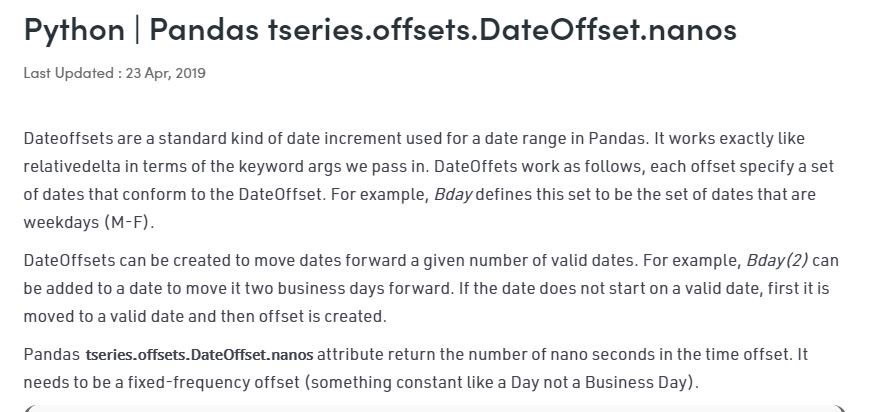 Python | Pandas tseries.offsets.DateOffset.nanos
Last Updated : 23 Apr, 2019
Dateoffsets are a standard kind of date increment used for a date range in Pandas. It works exactly like
relativedelta in terms of the keyword args we pass in. DateOffets work as follows, each offset specify a set
of dates that conform to the DateOffset. For example, Bday defines this set to be the set of dates that are
weekdays (M-F).
DateOffsets can be created to move dates forward a given number of valid dates. For example, Bday(2) can
be added to a date to move it two business days forward. If the date does not start on a valid date, first it is
moved to a valid date and then offset is created.
Pandas tseries.offsets.DateOffset.nanos attribute return the number of nano seconds in the time offset. It
needs to be a fixed-frequency offset (something constant like a Day not a Business Day).